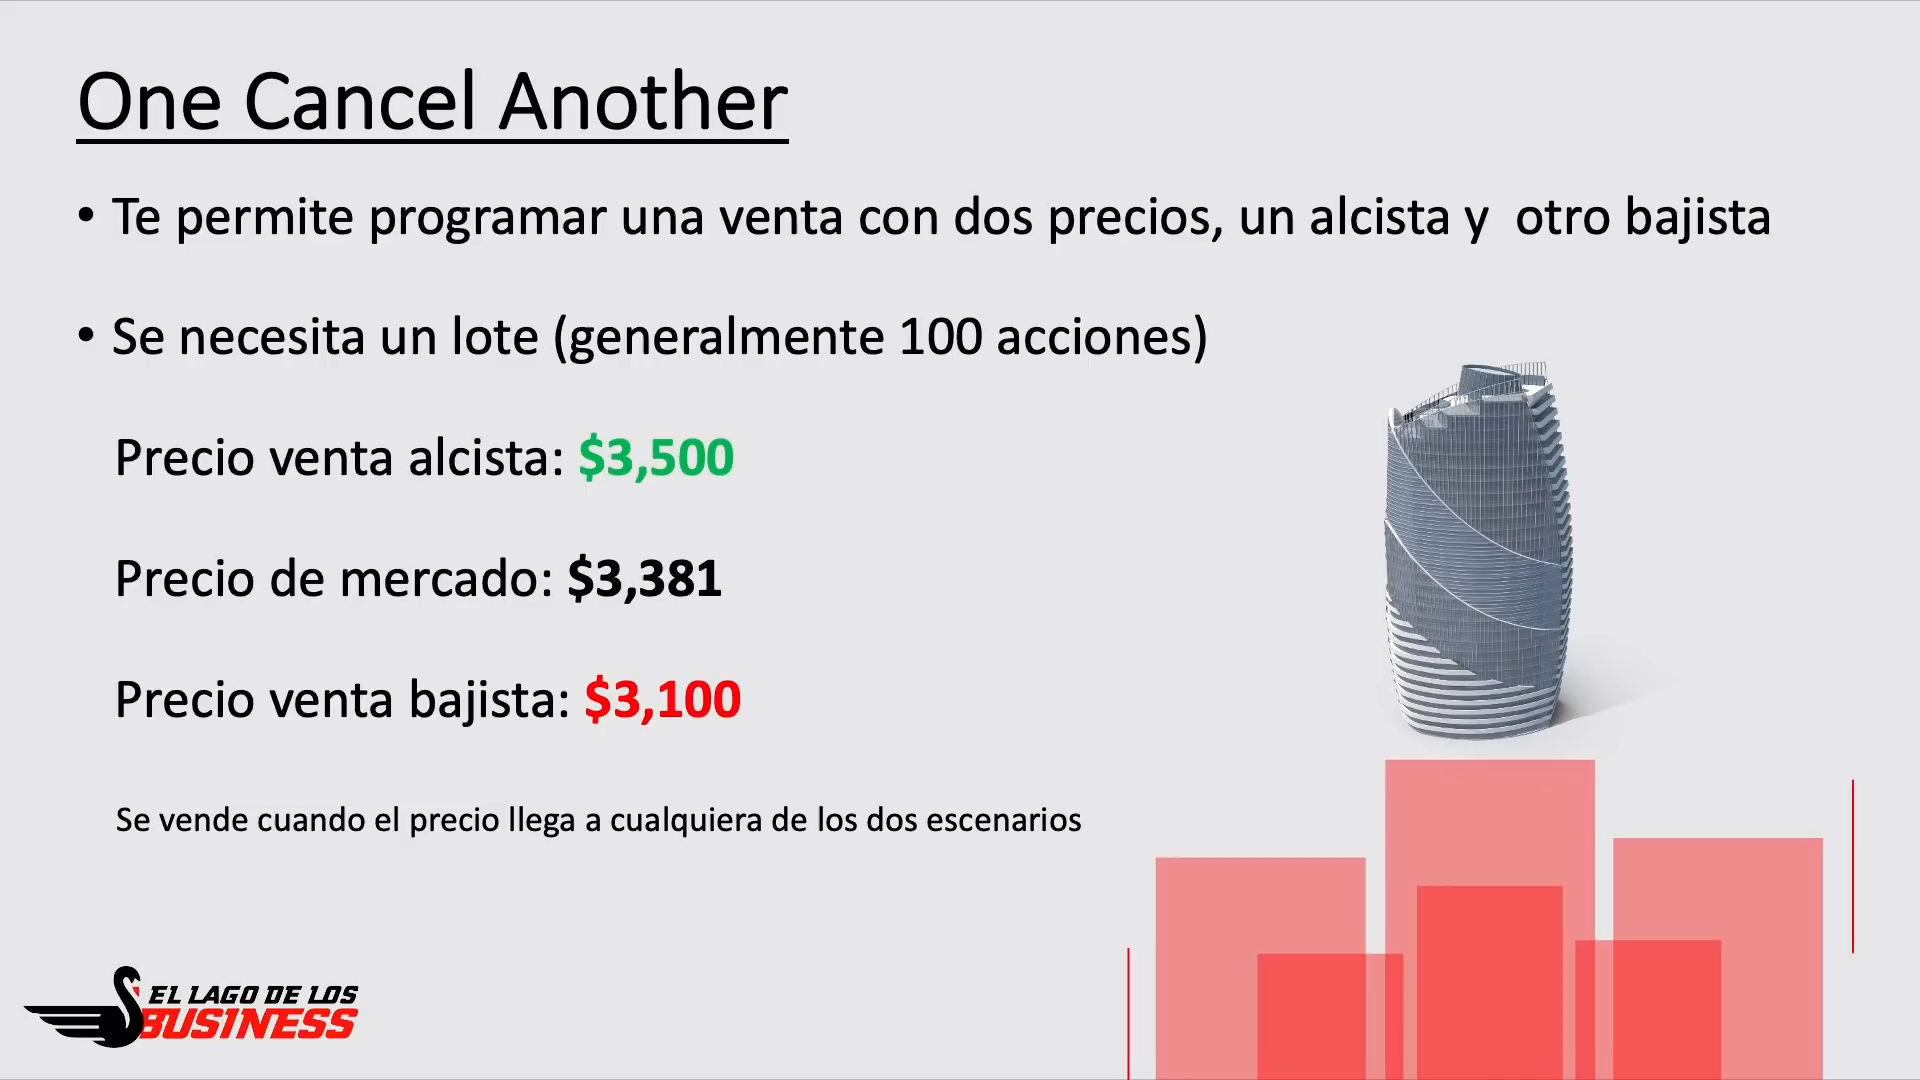 One Cancel Another
• Te permite programar una venta con dos precios, un alcista y  otro bajista
• Se necesita un lote (generalmente 100 acciones)
Precio venta alcista: $3,500
Precio de mercado: $3,381
Precio venta bajista: $3,100
Se vende cuando el precio llega a cualquiera de los dos escenarios
EL LAGO DE LOS
BUSINESS